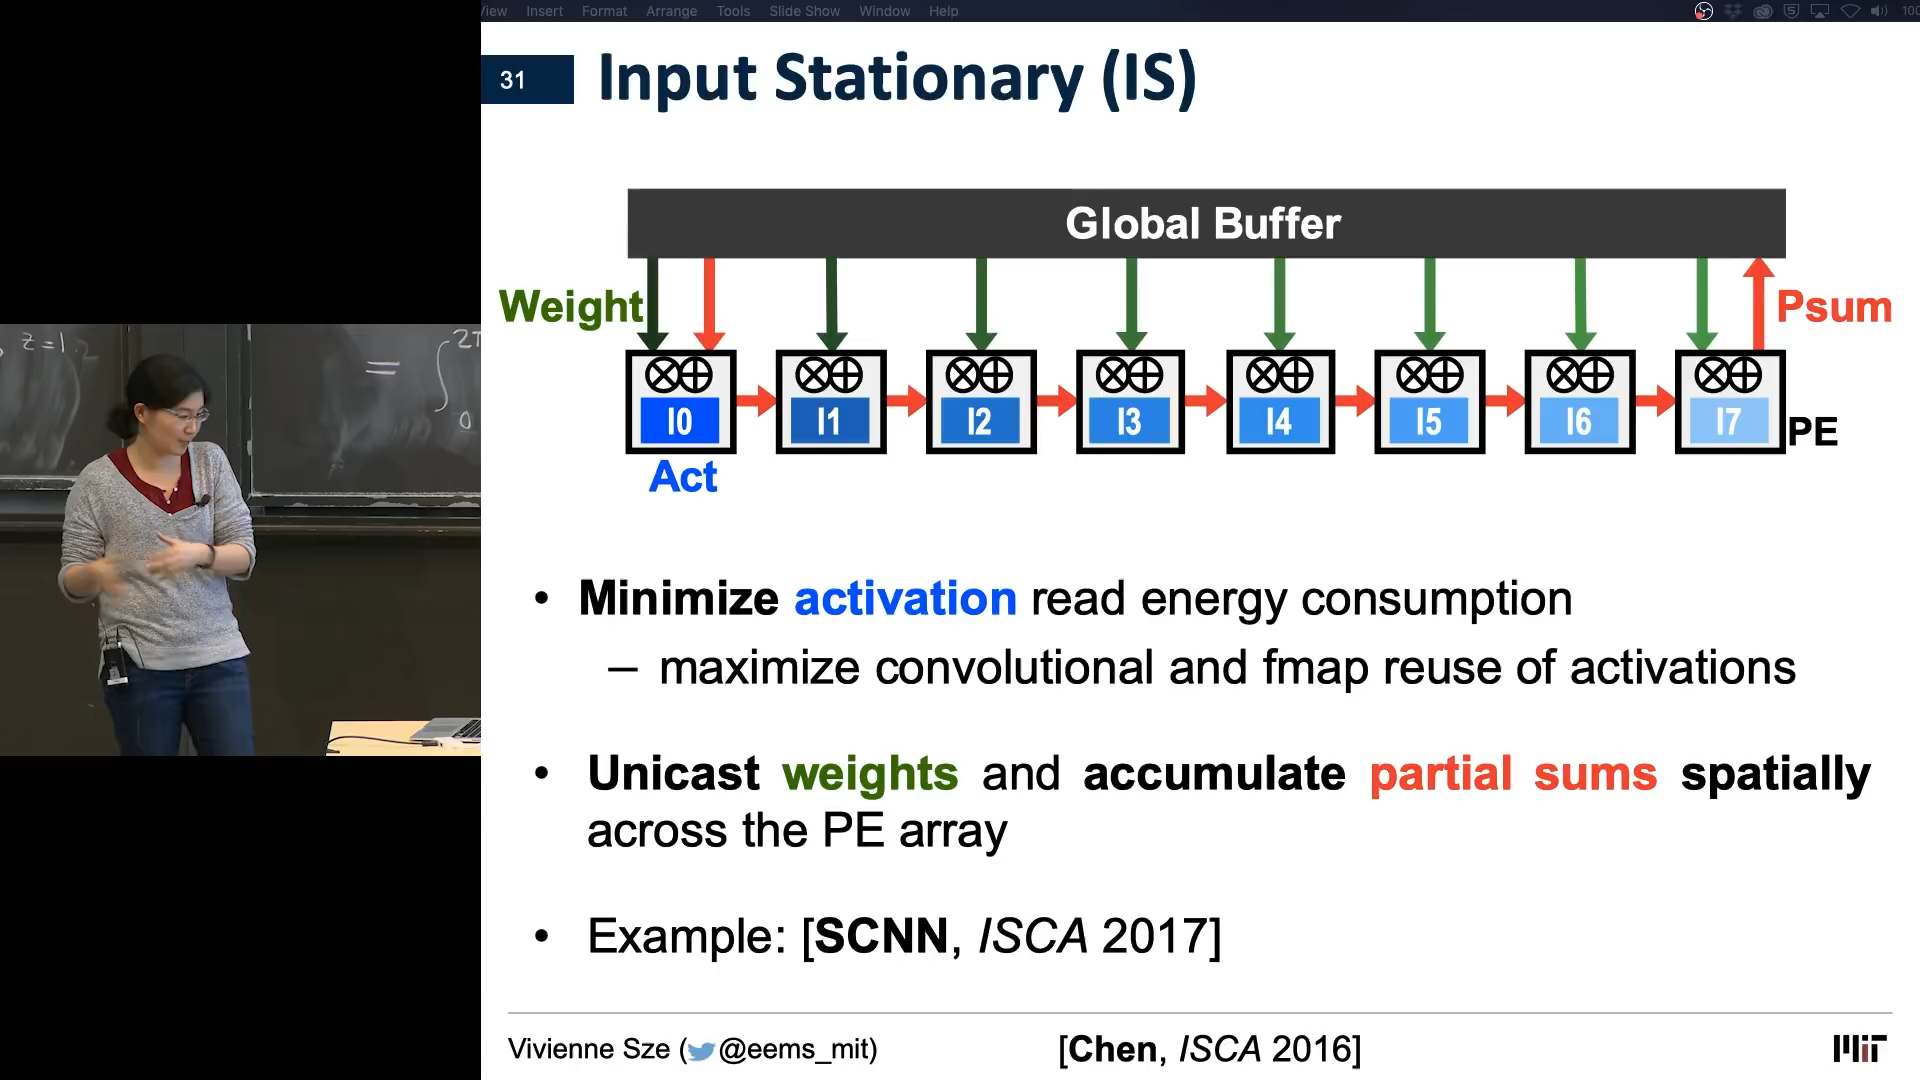 View Insert Format Arrange Tools Slide Show Window Help
31
Input Stationary (IS)
Global Buffer
Weight
Psum
I0 I1 I2 I3 I4 I5 I6 I7
PE
Act
• Minimize activation read energy consumption
– maximize convolutional and fmap reuse of activations
• Unicast weights and accumulate partial sums spatially
across the PE array
• Example: [SCNN, ISCA 2017]
Vivienne Sze (@eems_mit)
[Chen, ISCA 2016]
MIT
z=1
= ∫
0